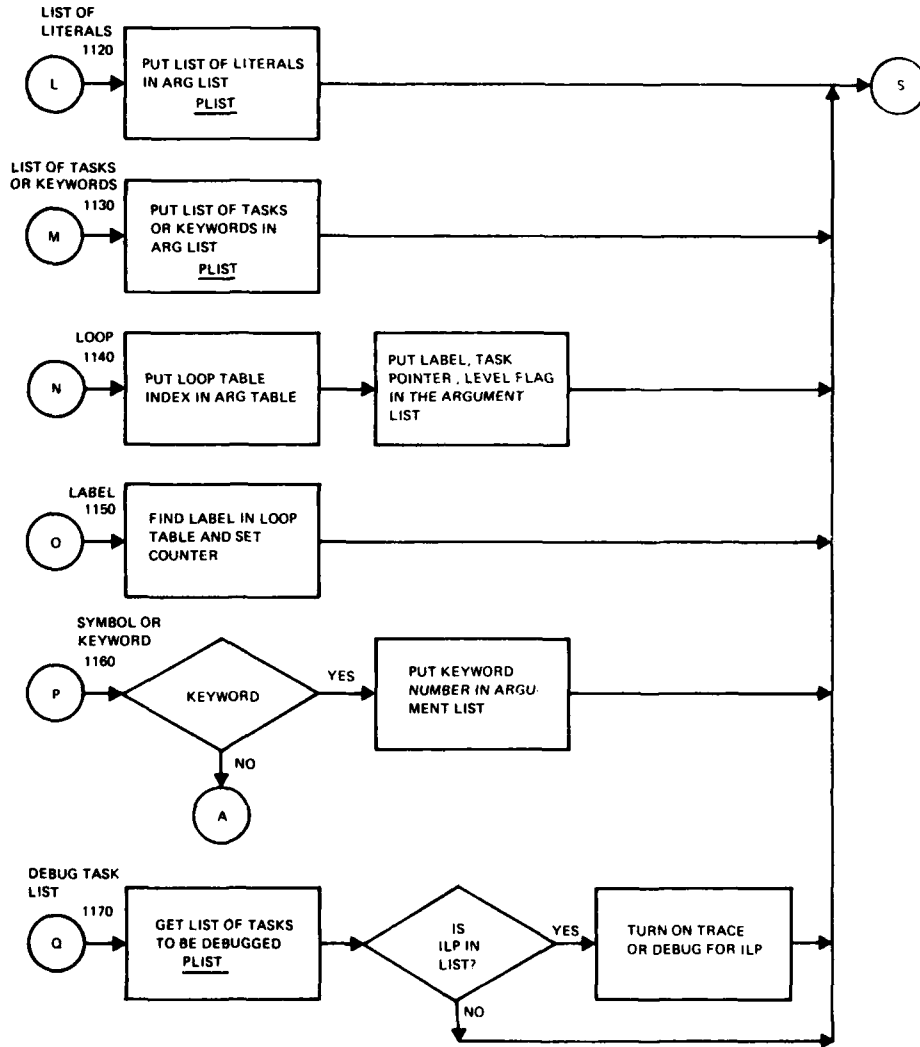 LIST OF
LITERALS
1120
L
PUT LIST OF LITERALS
IN ARG LIST
PLIST
S
LIST OF TASKS
OR KEYWORDS
1130
M
PUT LIST OF TASKS
OR KEYWORDS IN
ARG LIST
PLIST
LOOP
1140
N
PUT LOOP TABLE
INDEX IN ARG TABLE
PUT LABEL, TASK
POINTER, LEVEL FLAG
IN THE ARGUMENT
LIST
LABEL
1150
O
FIND LABEL IN LOOP
TABLE AND SET
COUNTER
SYMBOL OR
KEYWORD
1160
P
KEYWORD
YES
PUT KEYWORD
NUMBER IN ARGU-
MENT LIST
NO
A
DEBUG TASK
LIST
1170
Q
GET LIST OF TASKS
TO BE DEBUGGED
PLIST
IS
ILP IN
LIST?
YES
TURN ON TRACE
OR DEBUG FOR ILP
NO